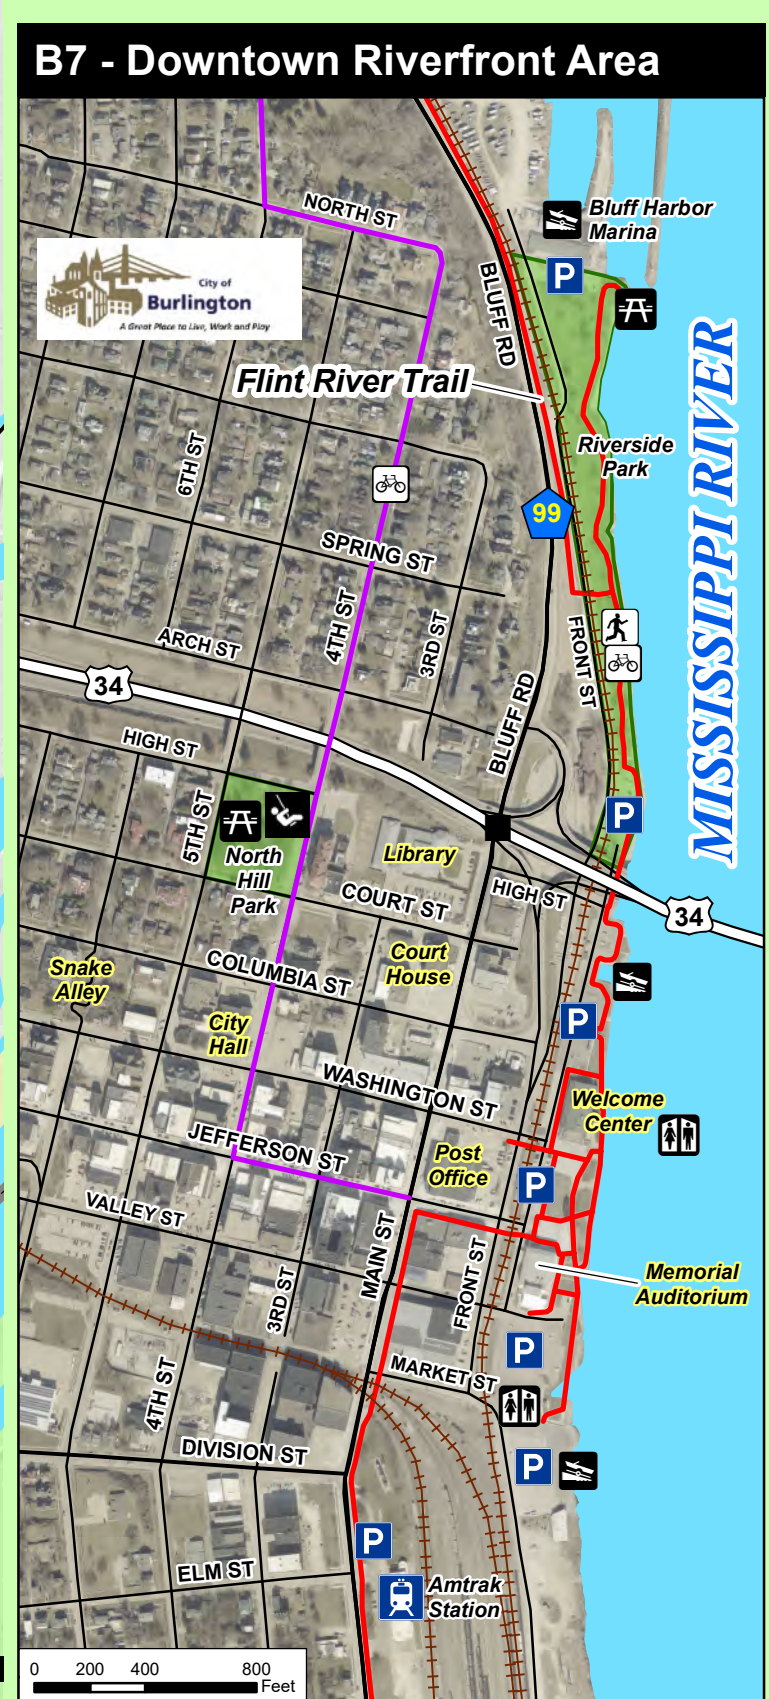 B7 - Downtown Riverfront Area
NORTH ST
Bluff Harbor
Marina
P
City of
Burlington
A Great Place to Live, Work and Play
BLUFF RD
Flint River Trail
MISSISSIPPI RIVER
Riverside
Park
6TH ST
99
SPRING ST
4TH ST
3RD ST
ARCH ST
FRONT ST
34
BLUFF RD
HIGH ST
5TH ST
P
North
Hill
Park
Library
COURT ST
HIGH ST
34
Court
House
COLUMBIA ST
Snake
Alley
City
Hall
P
WASHINGTON ST
Welcome
Center
JEFFERSON ST
Post
Office
P
VALLEY ST
MAIN ST
FRONT ST
3RD ST
Memorial
Auditorium
P
MARKET ST
4TH ST
DIVISION ST
P
P
ELM ST
Amtrak
Station
0 200 400 800
Feet